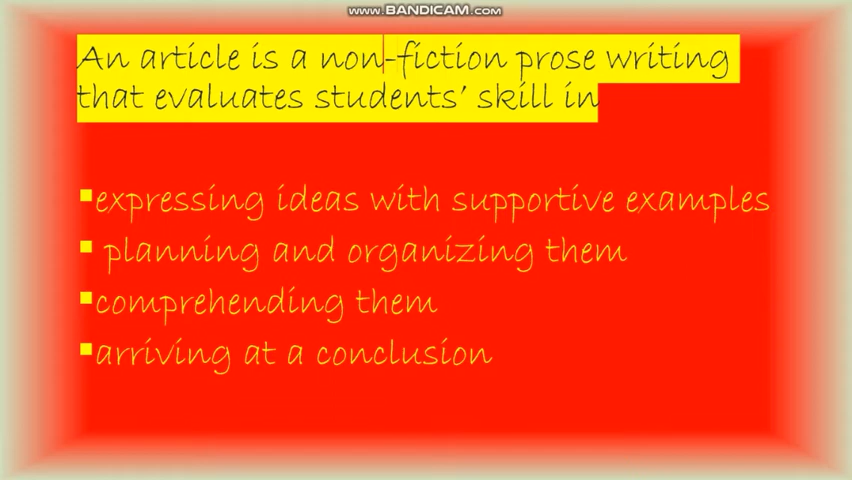 www.BANDICAM.com
An article is a non-fiction prose writing
that evaluates students' skill in
▪expressing ideas with supportive examples
▪ planning and organizing them
▪comprehending them
▪arriving at a conclusion